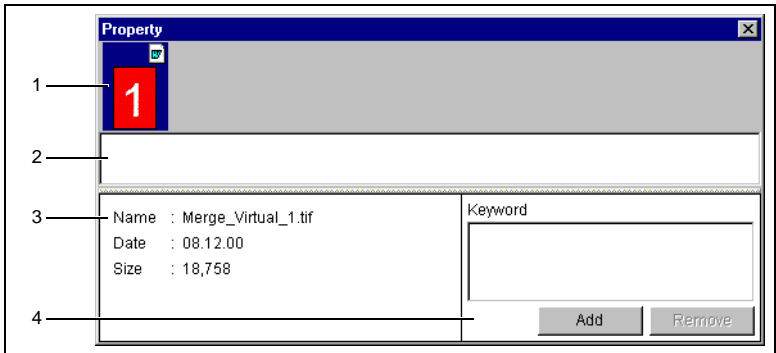 Property
1
1
2
3
Name : Merge_Virtual_1.tif
Date : 08.12.00
Size : 18,758
Keyword
4
Add
Remove